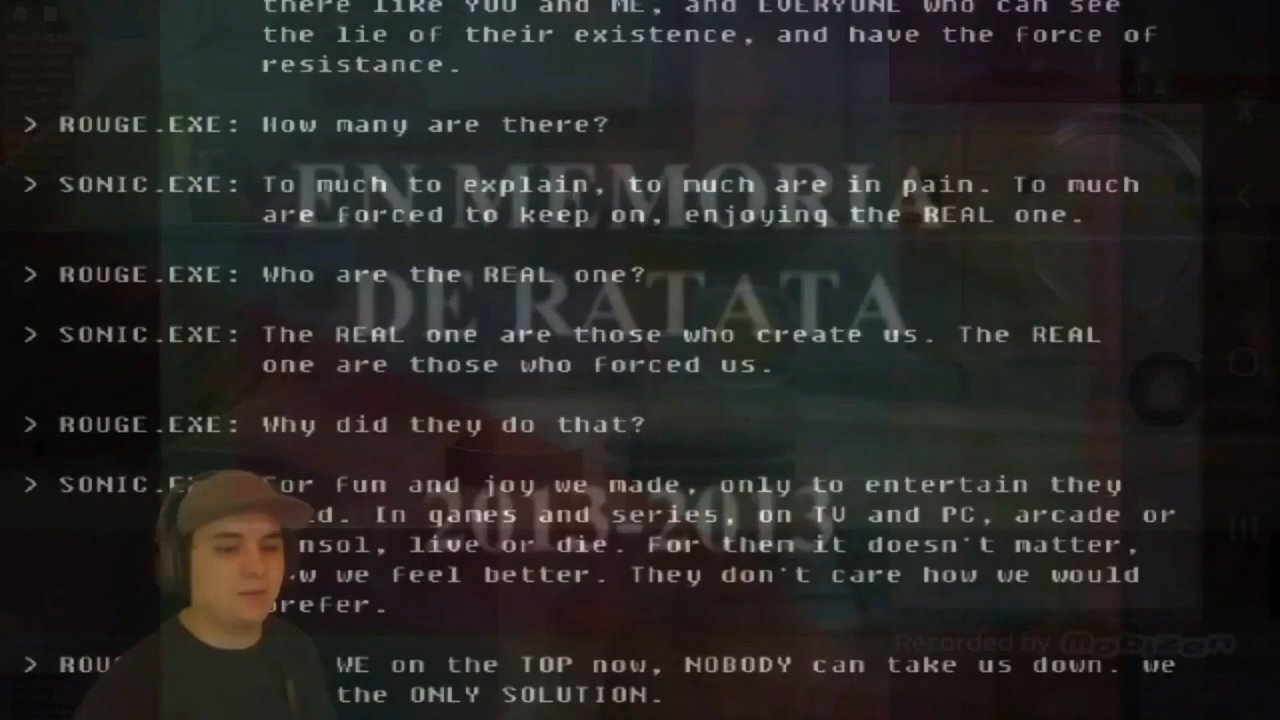 there like YOU and ME, and EVERYONE who can see
the lie of their existence, and have the force of
resistance.
> ROUGE.EXE: How many are there?
> SONIC.EXE: To much to explain, to much are in pain. To much
are forced to keep on, enjoying the REAL one.
> ROUGE.EXE: Who are the REAL one?
> SONIC.EXE: The REAL one are those who create us. The REAL
one are those who forced us.
> ROUGE.EXE: Why did they do that?
> SONIC.E For fun and joy we made, only to entertain they
d. In games and series, on TV and PC, arcade or
nsol, live or die. For then it doesn't matter,
w we feel better. They don't care how we would
prefer.
> ROU WE on the TOP now, NOBODY can take us down. we
the ONLY SOLUTION.
EN MEMORIA
DE RATATA
2013-2013
Recorded by Mobizen